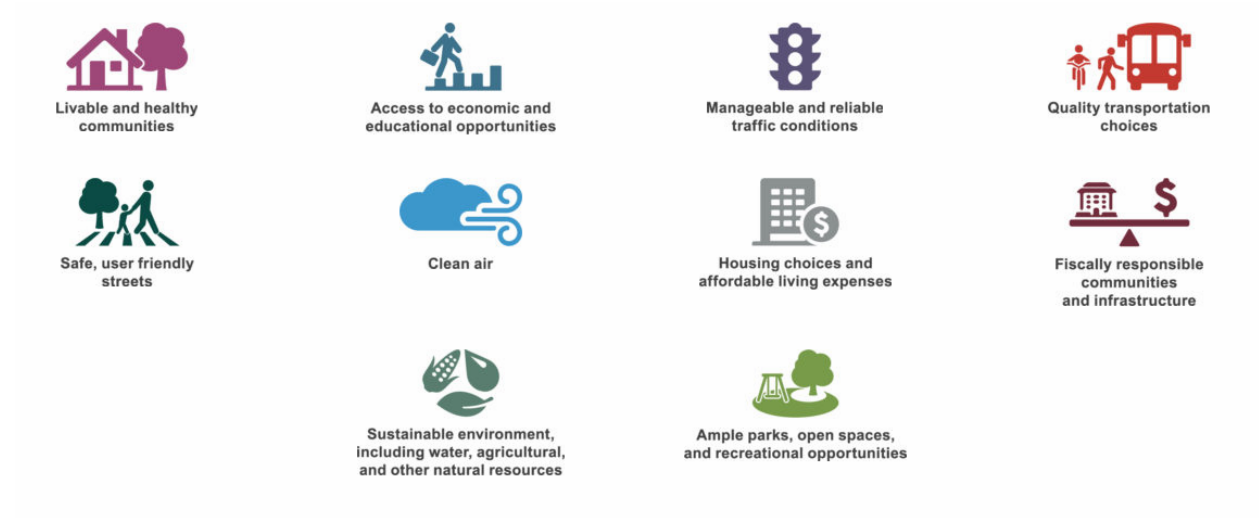 Livable and healthy
communities
Access to economic and
educational opportunities
Manageable and reliable
traffic conditions
Quality transportation
choices
Safe, user friendly
streets
Clean air
Housing choices and
affordable living expenses
$
Fiscally responsible
communities
and infrastructure
$
Sustainable environment,
including water, agricultural,
and other natural resources
Ample parks, open spaces,
and recreational opportunities